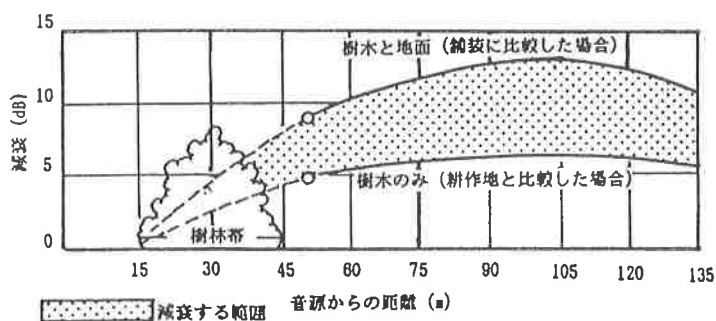 15
樹木と地面 (舗装に比較した場合)
10
減衰 (dB)
5
樹木のみ (耕作地と比較した場合)
樹林帯
0
15 30 45 60 75 90 105 120 135
音源からの距離 (m)
減衰する範囲